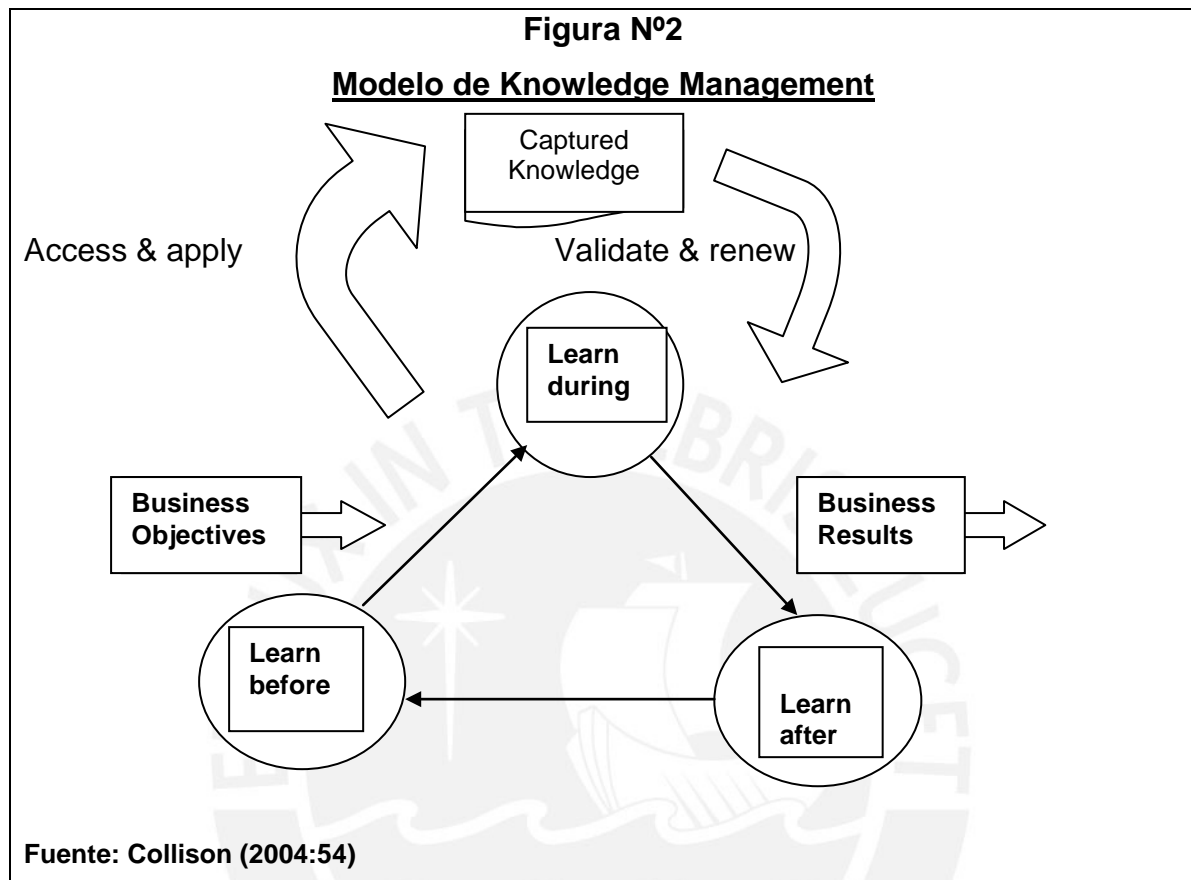 Figura Nº2
Modelo de Knowledge Management
Captured
Knowledge
Access & apply
Validate & renew
Learn
during
Business
Objectives
Business
Results
Learn
before
Learn
after
Fuente: Collison (2004:54)